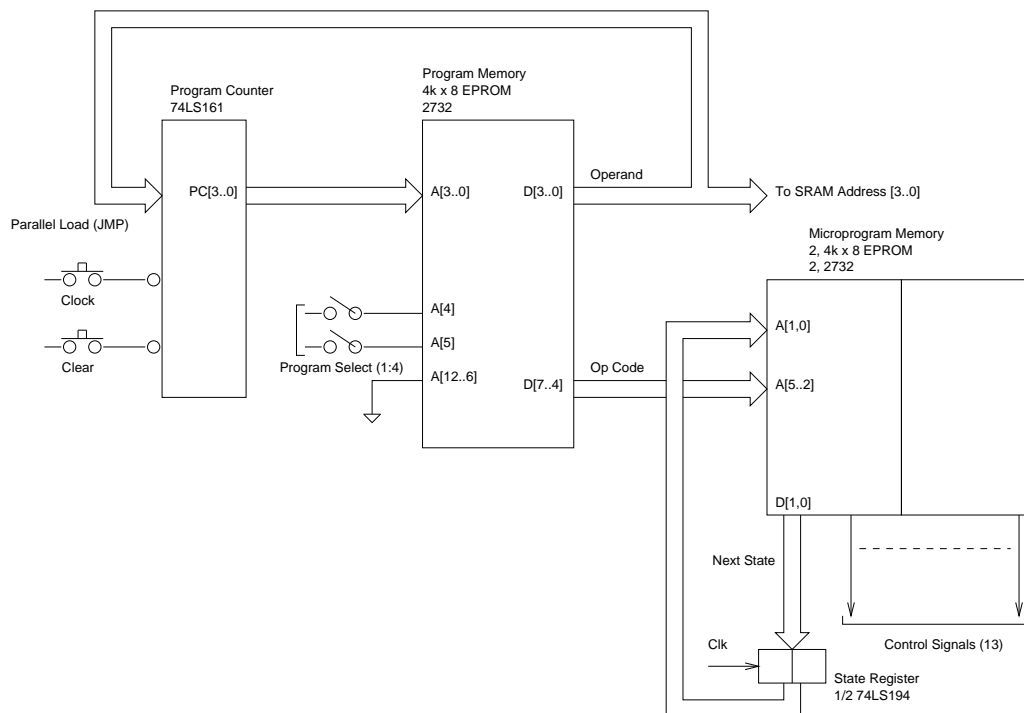 Program Counter
74LS161
Program Memory
4k x 8 EPROM
2732
PC[3..0]
A[3..0]
D[3..0]
Operand
To SRAM Address [3..0]
Parallel Load (JMP)
Microprogram Memory
2, 4k x 8 EPROM
2, 2732
Clock
A[4]
A[1,0]
A[5]
Clear
Program Select (1:4)
A[12..6]
D[7..4]
Op Code
A[5..2]
D[1,0]
Next State
Clk
Control Signals (13)
State Register
1/2 74LS194